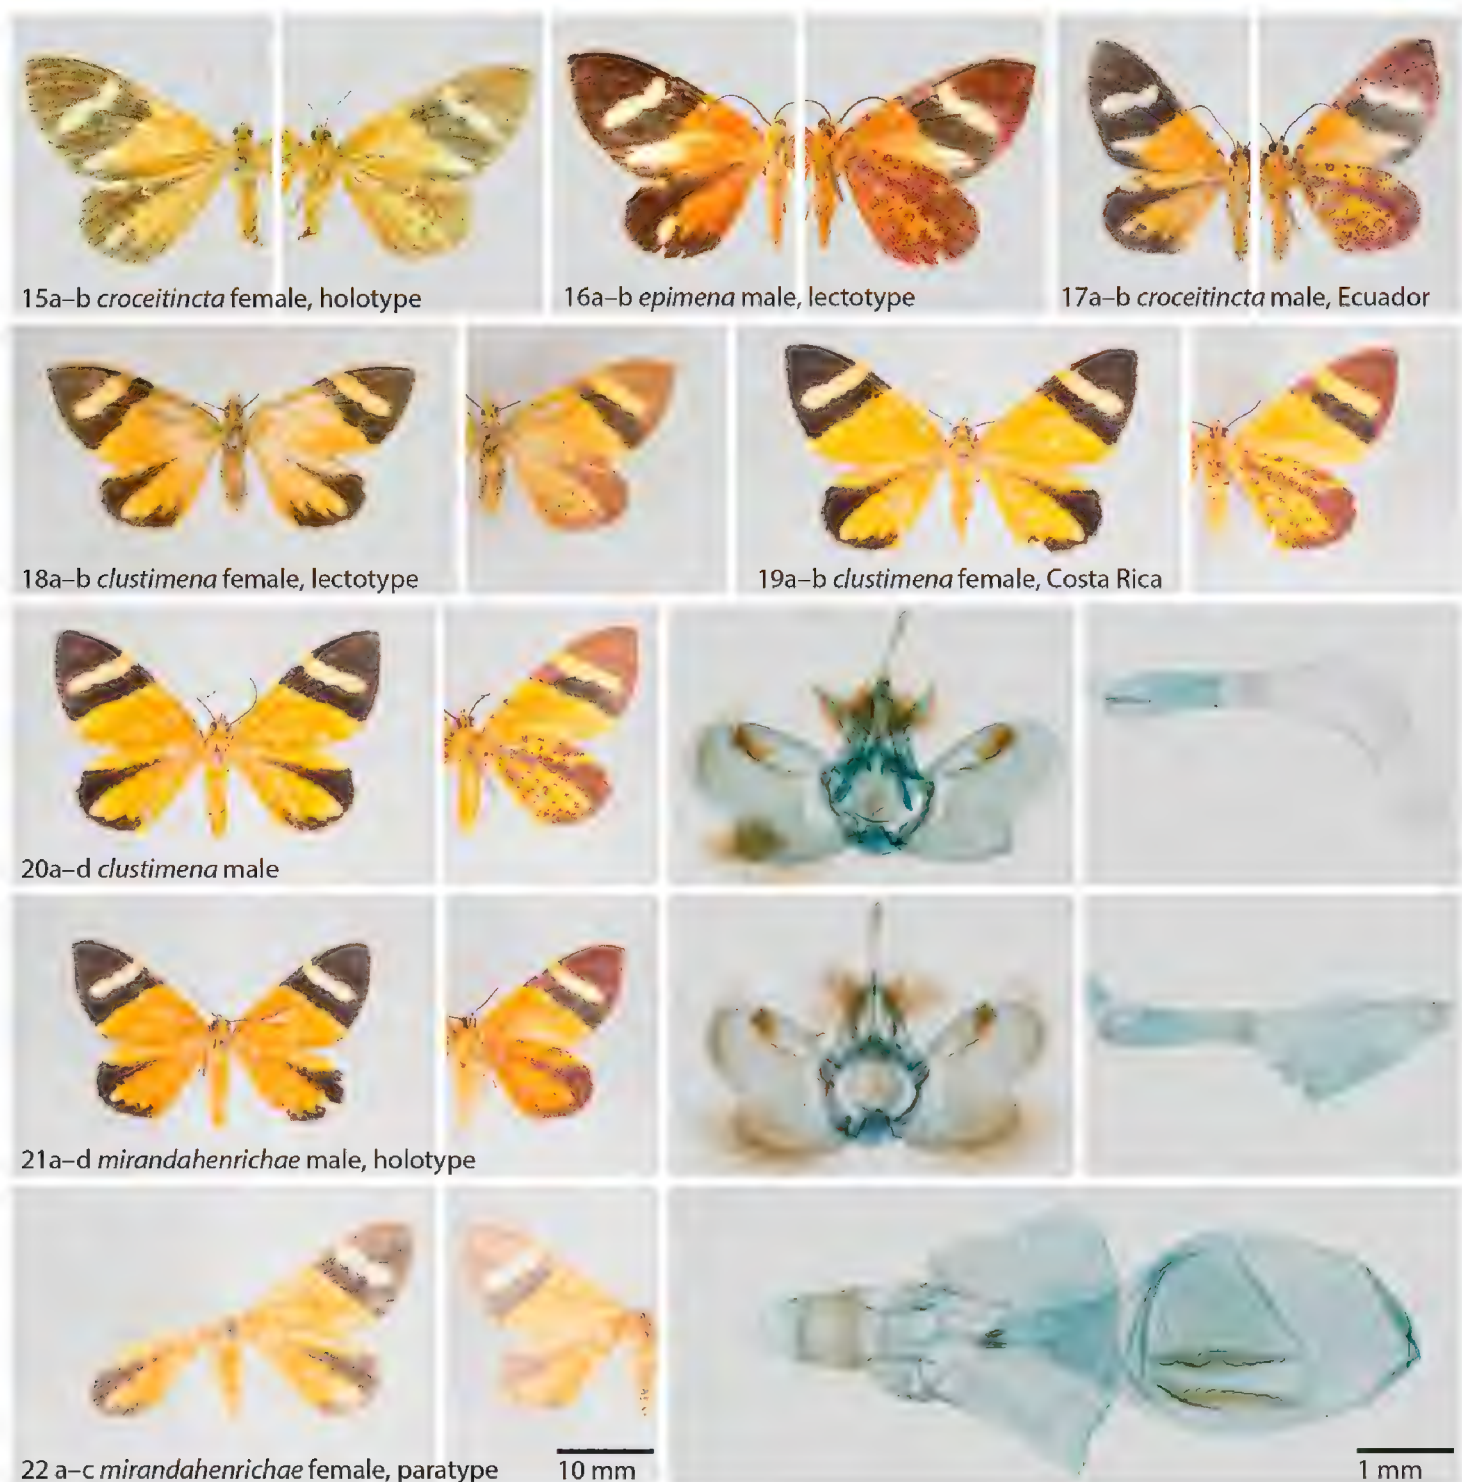 15a–b croceitincta female, holotype
16a–b epimena male, lectotype
17a–b croceitincta male, Ecuador
18a–b clustimena female, lectotype
19a–b clustimena female, Costa Rica
20a–d clustimena male
21a–d mirandahenrichae male, holotype
22 a–c mirandahenrichae female, paratype
10 mm
1 mm